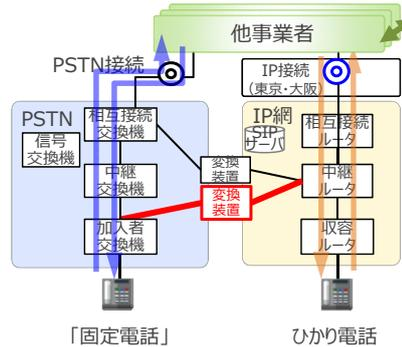 他事業者
PSTN接続
IP接続
（東京・大阪）
PSTN
相互接続
交換機
信号
交換機
IP網
SIP
サーバ
相互接続
ルータ
変換
装置
中継
交換機
中継
ルータ
変換
装置
加入者
交換機
収容
ルータ
「固定電話」
ひかり電話